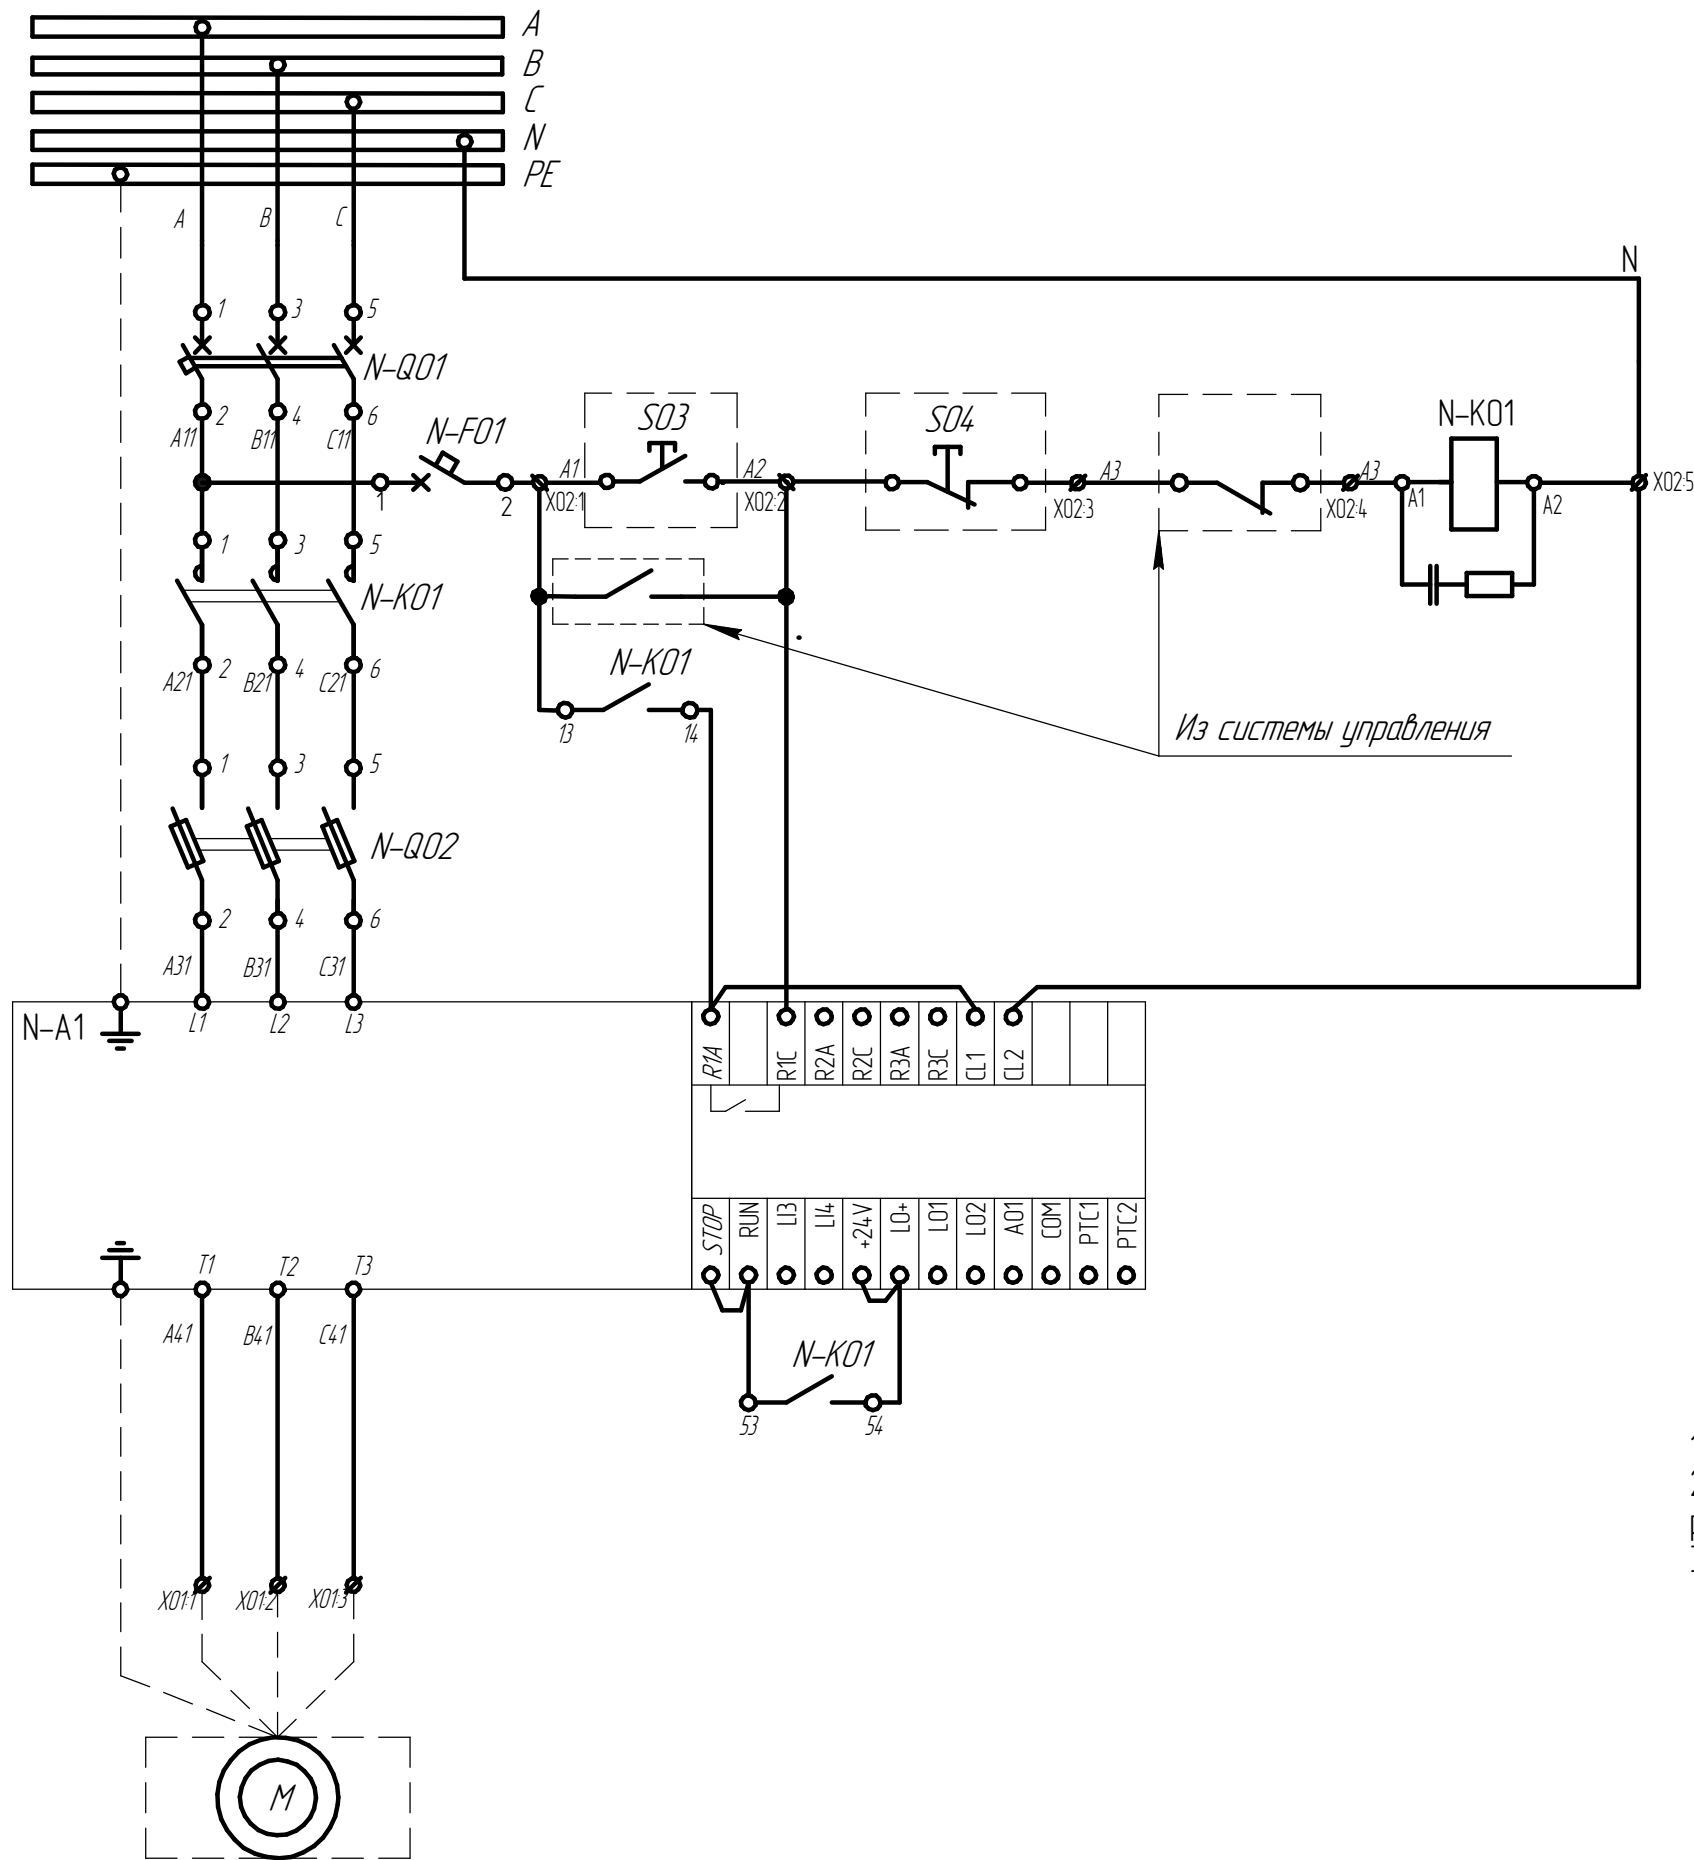 A
B
C
N
PE
A B C
N
1 3 5
N-Q01
2 4 6
A11 B11 C11
N-F01
1 2
S03
S04
N-K01
A1 A2 A3 A3
X02:1 X02:2 X02:3 X02:4 A1 A2 X02:5
1 3 5
N-K01
2 4 6
A21 B21 C21
N-K01
13 14
Из системы управления
1 3 5
N-Q02
2 4 6
A31 B31 C31
N-A1
L1 L2 L3
R1A R1C R2A R2C R3A R3C CL1 CL2
STOP RUN LI3 LI4 +24V LO+ LO1 LO2 AO1 COM PTC1 PTC2
T1 T2 T3
A41 B41 C41
N-K01
53 54
X01:1 X01:2 X01:3
M